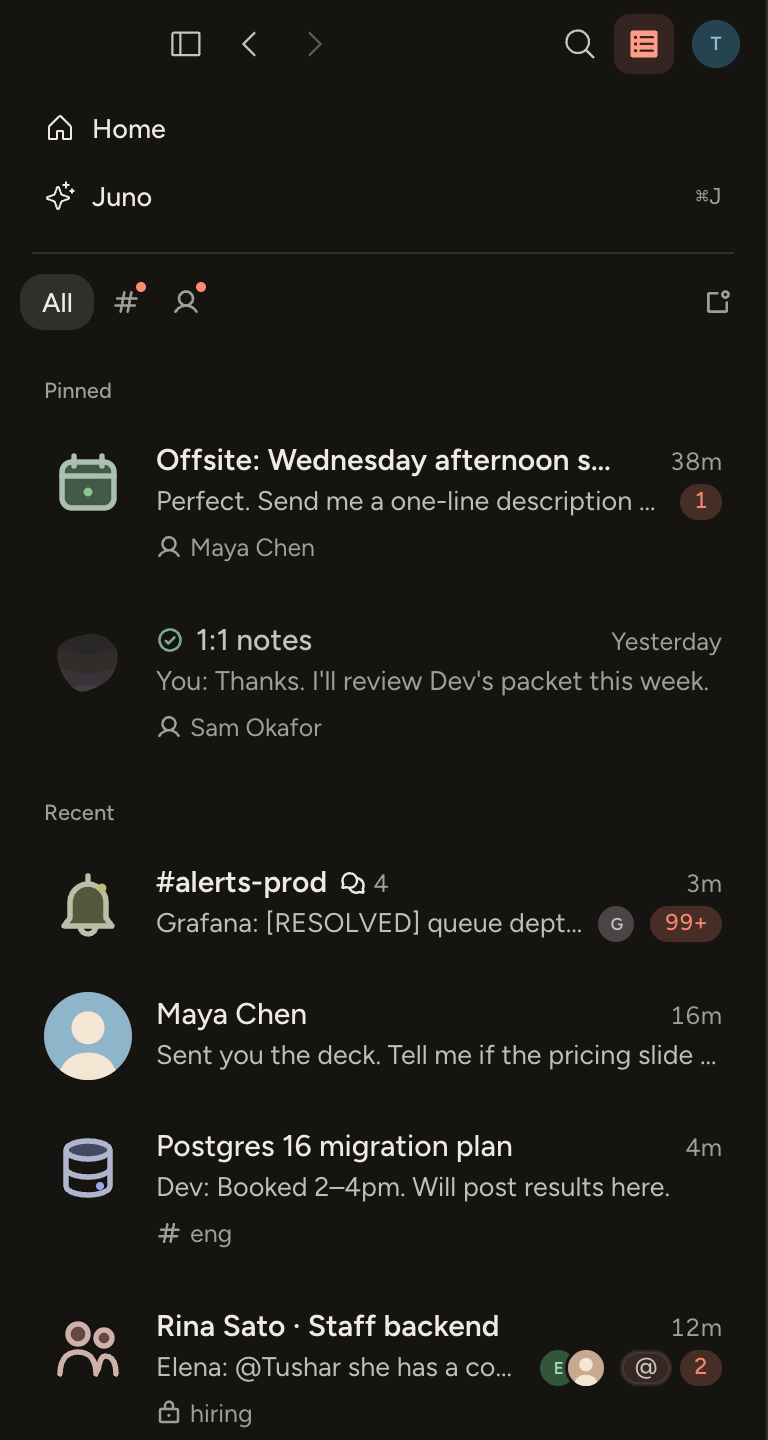 T
Home
Juno ⌘J
All
Pinned
Offsite: Wednesday afternoon s... 38m
Perfect. Send me a one-line description ... 1
Maya Chen
1:1 notes Yesterday
You: Thanks. I'll review Dev's packet this week.
Sam Okafor
Recent
#alerts-prod 4 3m
Grafana: [RESOLVED] queue dept... G 99+
Maya Chen 16m
Sent you the deck. Tell me if the pricing slide ...
Postgres 16 migration plan 4m
Dev: Booked 2–4pm. Will post results here.
# eng
Rina Sato · Staff backend 12m
Elena: @Tushar she has a co... E @ 2
hiring